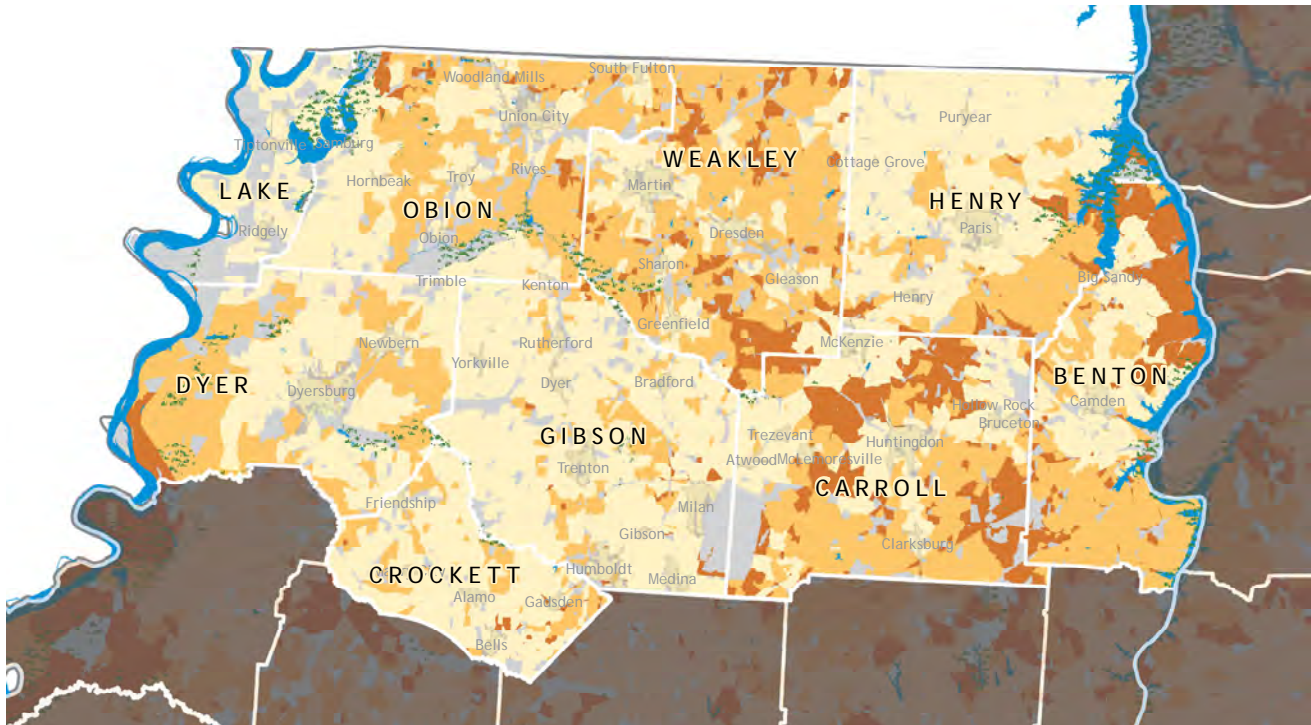 South Fulton
Woodland Mills
Union City
Puryear
Tiptonville
Samburg
WEAKLEY
Cottage Grove
Rives
Troy
Hornbeak
Martin
LAKE
OBION
HENRY
Ridgely
Obion
Dresden
Paris
Sharon
Trimble
Kenton
Gleason
Big Sandy
Henry
Greenfield
Newbern
Rutherford
McKenzie
Yorkville
DYER
Dyersburg
Dyer
Bradford
BENTON
Camden
Hollow Rock
Bruceton
GIBSON
Trezevant
Huntingdon
Atwood
McLemoresville
Trenton
CARROLL
Friendship
Milan
Gibson
Clarksburg
CROCKETT
Humboldt
Medina
Alamo
Gadsden
Bells